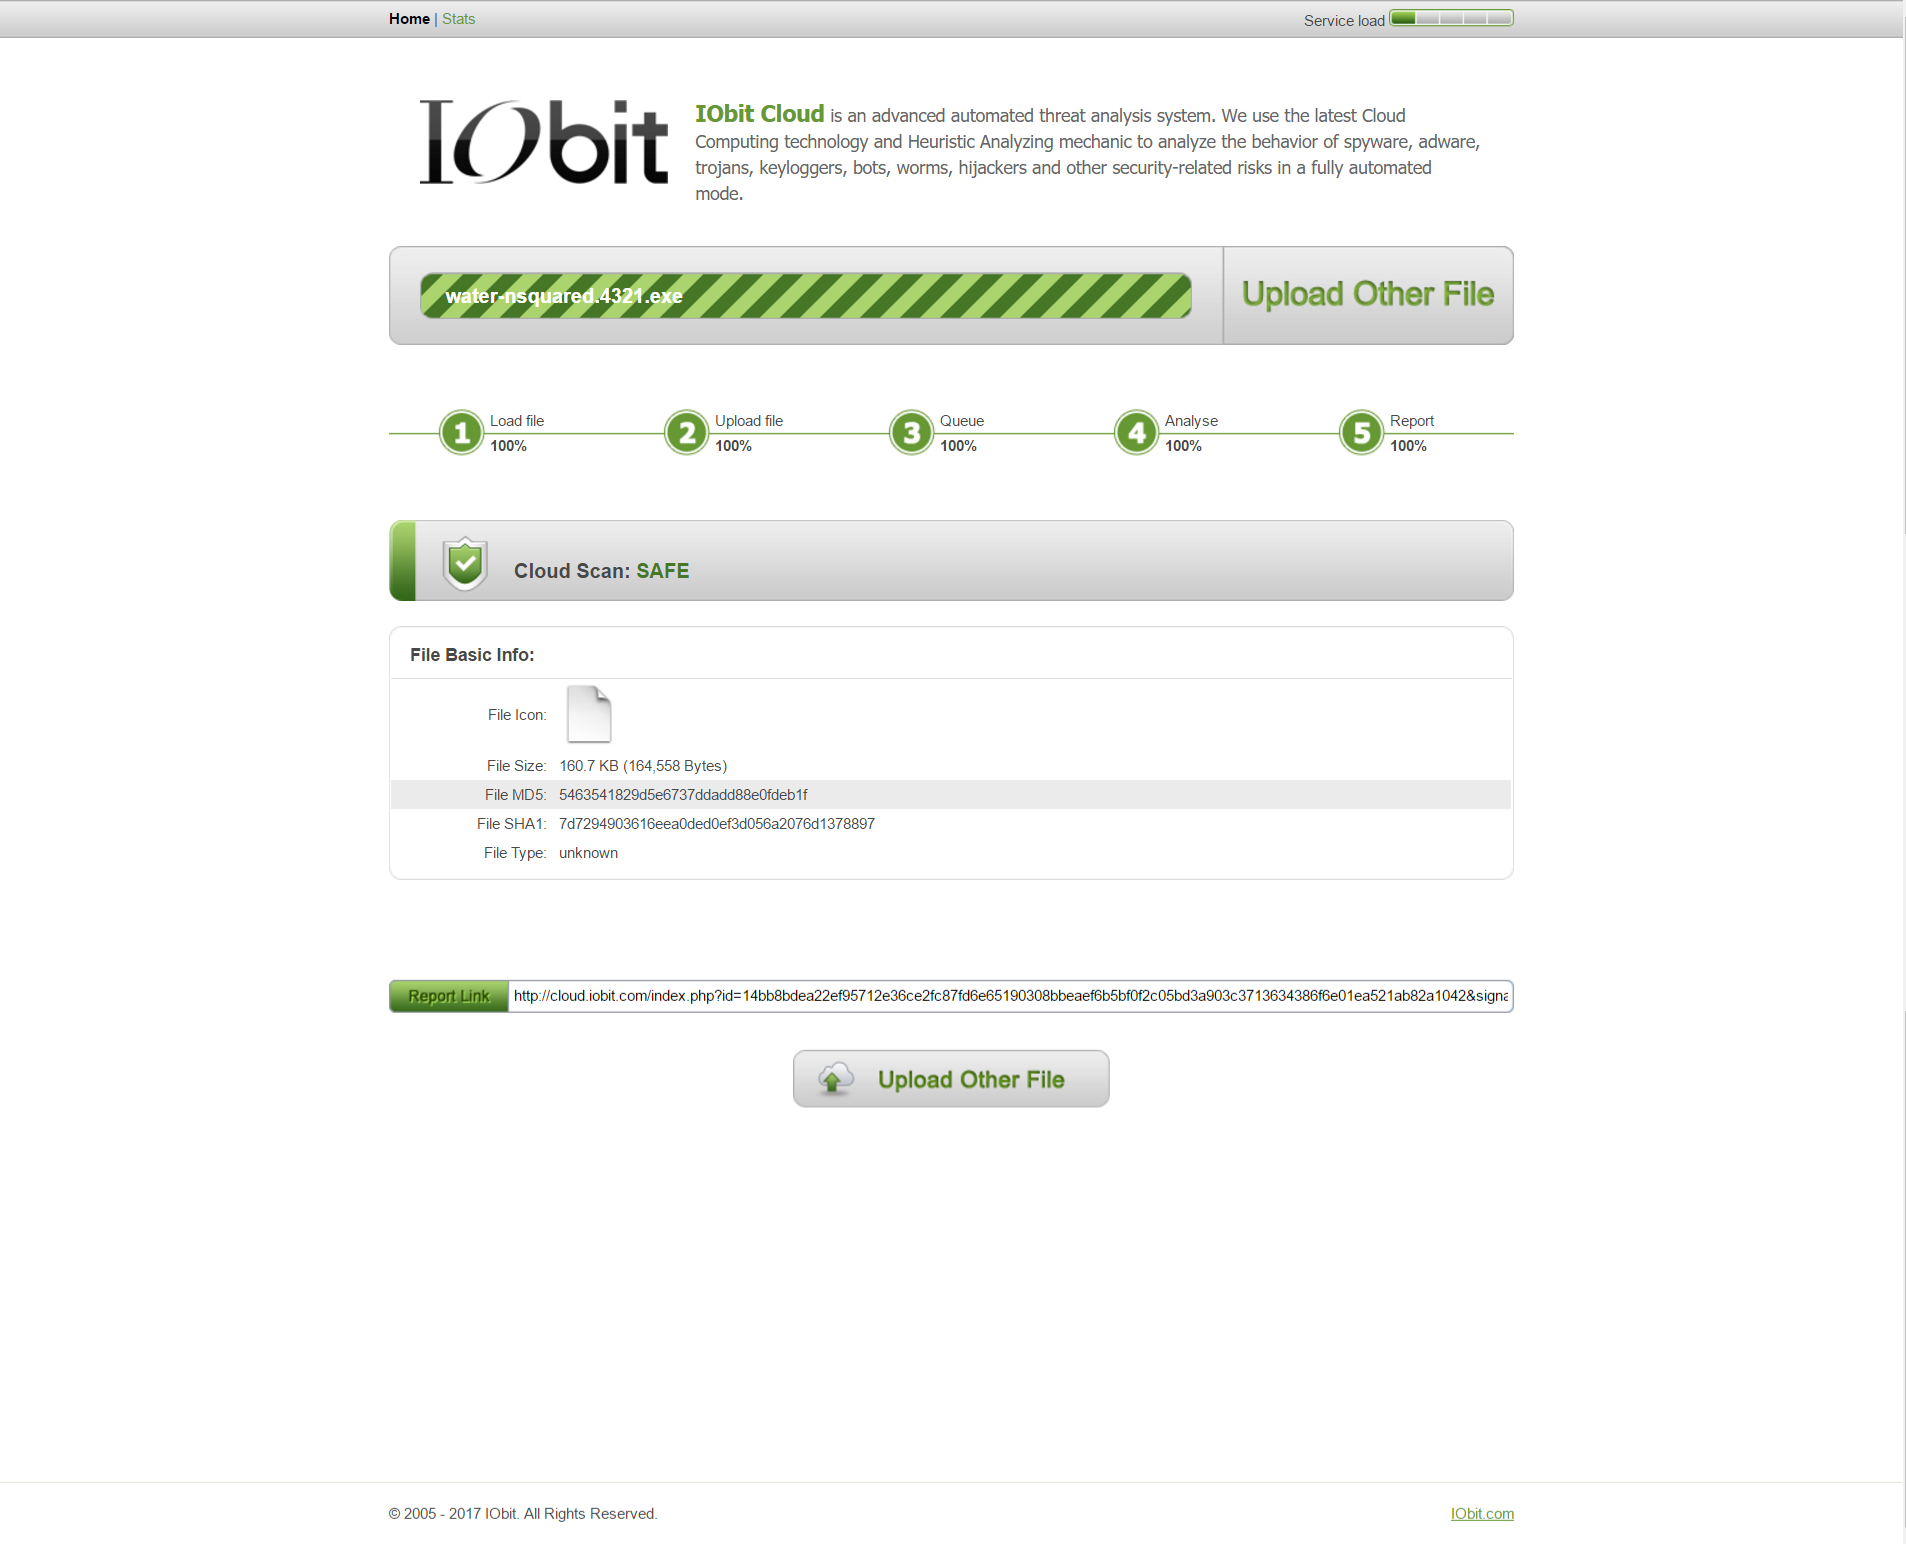 Home | Stats
Service load
IObit
IObit Cloud is an advanced automated threat analysis system. We use the latest Cloud
Computing technology and Heuristic Analyzing mechanic to analyze the behavior of spyware, adware,
trojans, keyloggers, bots, worms, hijackers and other security-related risks in a fully automated
mode.
water-nsquared.4321.exe
Upload Other File
1 Load file
100%
2 Upload file
100%
3 Queue
100%
4 Analyse
100%
5 Report
100%
Cloud Scan: SAFE
File Basic Info:
File Icon:
File Size: 160.7 KB (164,558 Bytes)
File MD5: 5463541829d5e6737ddadd88e0fdeb1f
File SHA1: 7d7294903616eea0ded0ef3d056a2076d1378897
File Type: unknown
Report Link http://cloud.iobit.com/index.php?id=14bb8bdea22ef95712e36ce2fc87fd6e65190308bbeaef6b5bf0f2c05bd3a903c3713634386f6e01ea521ab82a1042&signa
Upload Other File
© 2005 - 2017 IObit. All Rights Reserved.
IObit.com